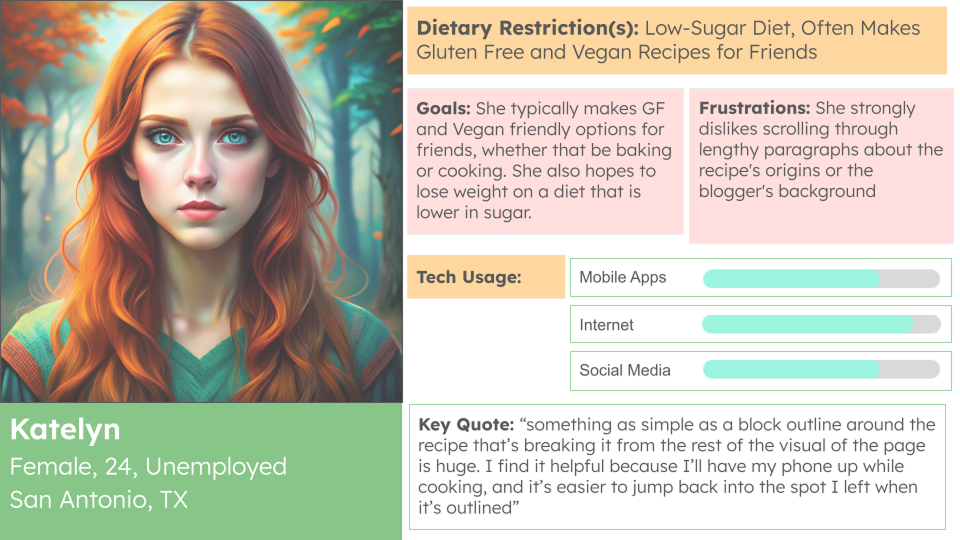 Dietary Restriction(s): Low-Sugar Diet, Often Makes
Gluten Free and Vegan Recipes for Friends
Goals: She typically makes GF
and Vegan friendly options for
friends, whether that be baking
or cooking. She also hopes to
lose weight on a diet that is
lower in sugar.
Frustrations: She strongly
dislikes scrolling through
lengthy paragraphs about the
recipe's origins or the
blogger's background
Tech Usage:
Mobile Apps
Internet
Social Media
Katelyn
Female, 24, Unemployed
San Antonio, TX
Key Quote: “something as simple as a block outline around the
recipe that’s breaking it from the rest of the visual of the page
is huge. I find it helpful because I’ll have my phone up while
cooking, and it’s easier to jump back into the spot I left when
it’s outlined”